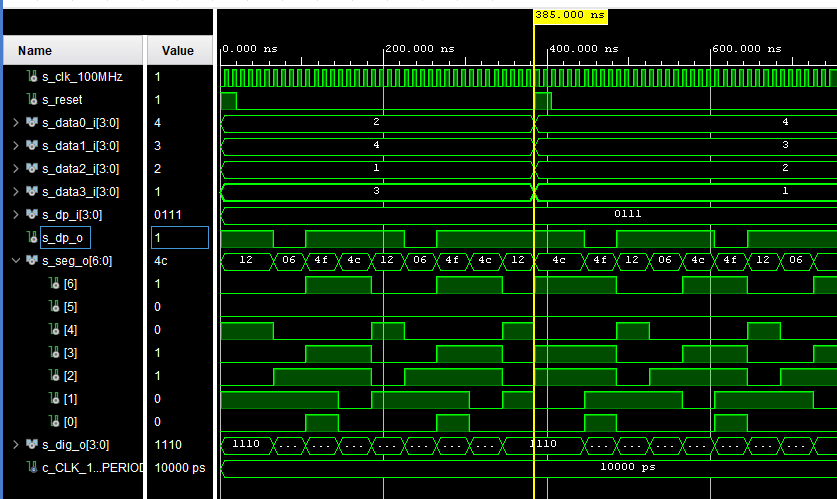 385.000 ns
Name Value 0.000 ns 200.000 ns 400.000 ns 600.000 ns
s_clk_100MHz 1
s_reset 1
s_data0_i[3:0] 4 2 4
s_data1_i[3:0] 3 4 3
s_data2_i[3:0] 2 1 2
s_data3_i[3:0] 1 3 1
s_dp_i[3:0] 0111 0111
s_dp_o 1
s_seg_o[6:0] 4c 12 06 4f 4c 12 06 4f 4c 12 4c 4f 12 06 4c 4f 12 06
[6] 1
[5] 0
[4] 0
[3] 1
[2] 1
[1] 0
[0] 0
s_dig_o[3:0] 1110 1110 ... ... ... ... ... ... ... 1110 ... ... ... ... ... ... ... ...
c_CLK_1...PERIOD 10000 ps 10000 ps